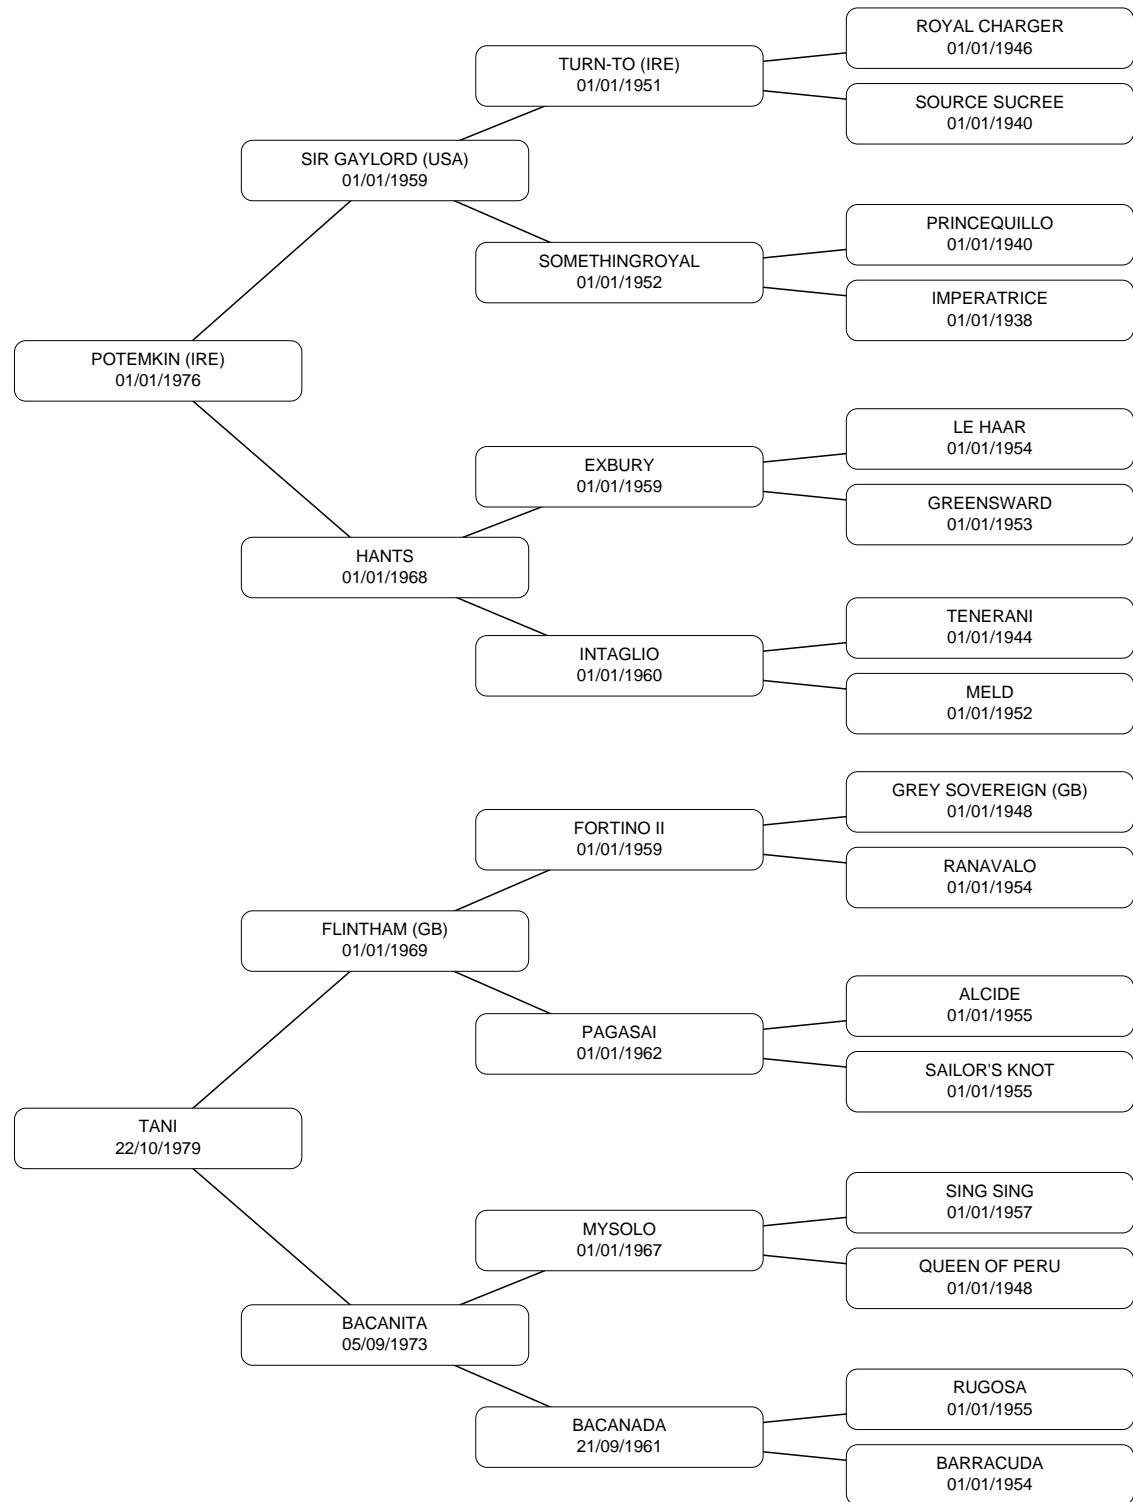 ROYAL CHARGER
01/01/1946
TURN-TO (IRE)
01/01/1951
SOURCE SUCREE
01/01/1940
SIR GAYLORD (USA)
01/01/1959
PRINCEQUILLO
01/01/1940
SOMETHINGROYAL
01/01/1952
IMPERATRICE
01/01/1938
POTEMKIN (IRE)
01/01/1976
LE HAAR
01/01/1954
EXBURY
01/01/1959
GREENSWARD
01/01/1953
HANTS
01/01/1968
TENERANI
01/01/1944
INTAGLIO
01/01/1960
MELD
01/01/1952
GREY SOVEREIGN (GB)
01/01/1948
FORTINO II
01/01/1959
RANAVALO
01/01/1954
FLINTHAM (GB)
01/01/1969
ALCIDE
01/01/1955
PAGASAI
01/01/1962
SAILOR'S KNOT
01/01/1955
TANI
22/10/1979
SING SING
01/01/1957
MYSOLO
01/01/1967
QUEEN OF PERU
01/01/1948
BACANITA
05/09/1973
RUGOSA
01/01/1955
BACANADA
21/09/1961
BARRACUDA
01/01/1954